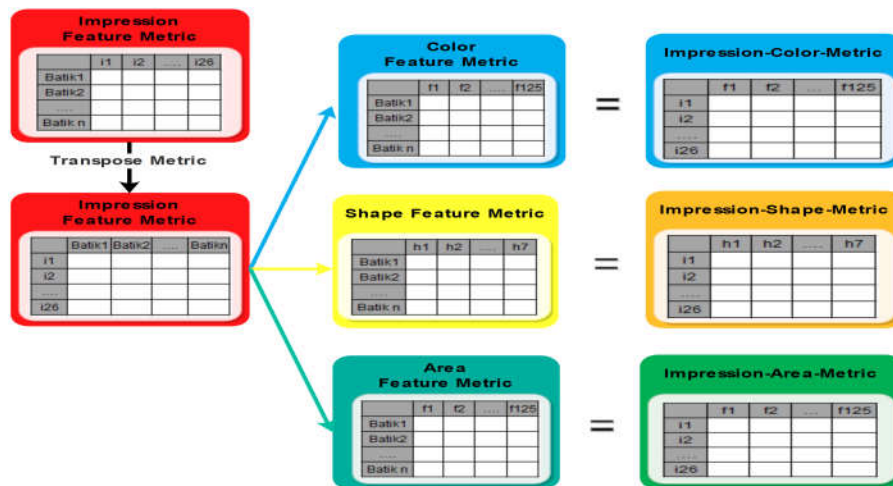 Impression
Feature Metric
i1 i2 .... i26
Batik1
Batik2
....
Batik n
Transpose Metric
Impression
Feature Metric
Batik1 Batik2 .... Batikn
i1
i2
....
i26
Color
Feature Metric
f1 f2 .... f125
Batik1
Batik2
....
Batik n
=
Impression-Color-Metric
f1 f2 ... f125
i1
i2
....
i26
Shape Feature Metric
h1 h2 .... h7
Batik1
Batik2
....
Batik n
=
Impression-Shape-Metric
h1 h2 .... h7
i1
i2
....
i26
Area
Feature Metric
f1 f2 .... f125
Batik1
Batik2
....
Batik n
=
Impression-Area-Metric
f1 f2 ... f125
i1
i2
....
i26